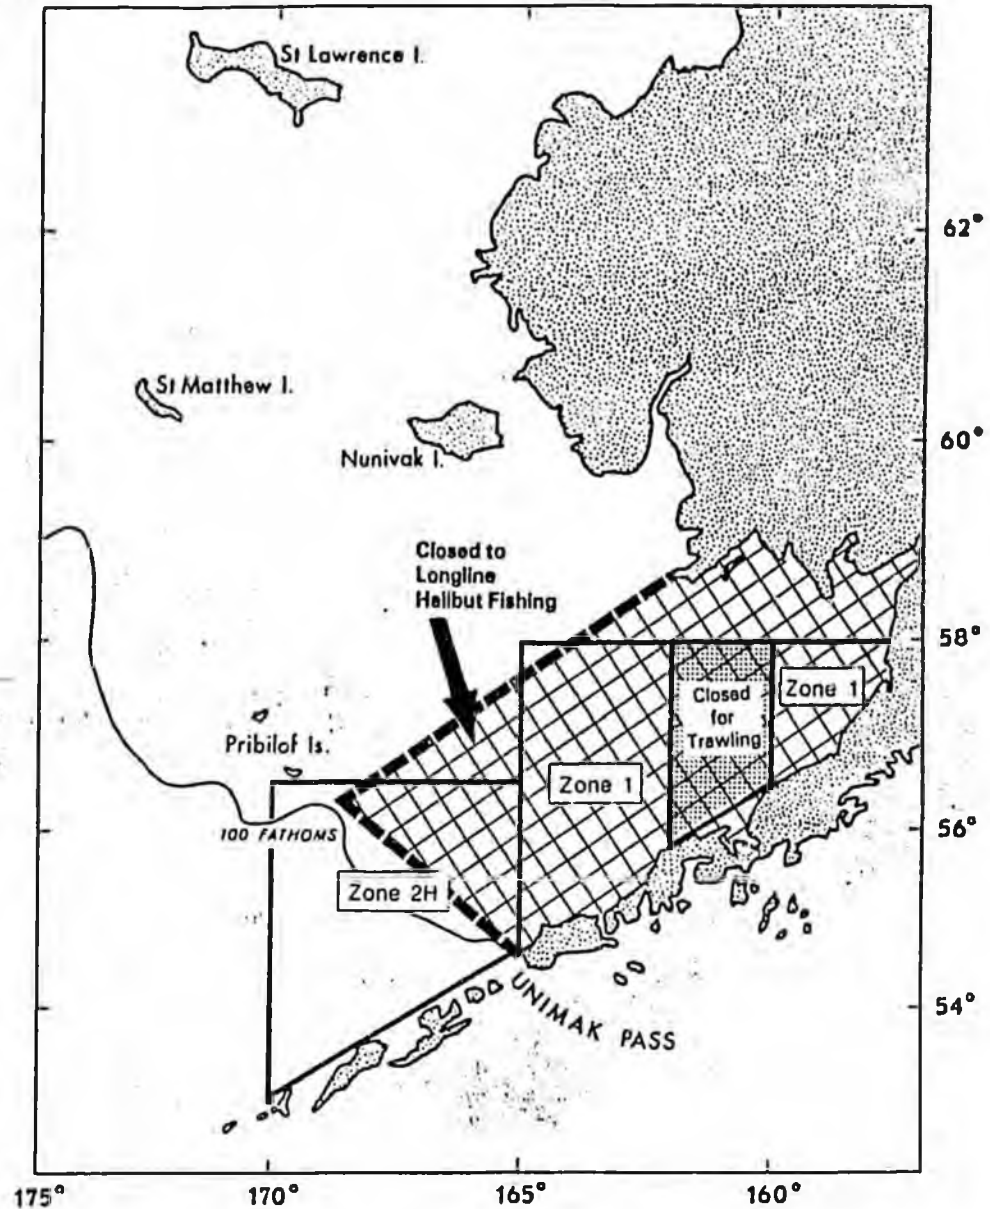 St Lawrence I.
62°
St Matthew I.
60°
Nunivak I.
Closed to
Longline
Halibut Fishing
58°
Closed
for
Trawling
Zone 1
Pribilof Is.
Zone 1
56°
100 FATHOMS
Zone 2H
UNIMAK PASS
54°
175°
170°
165°
160°